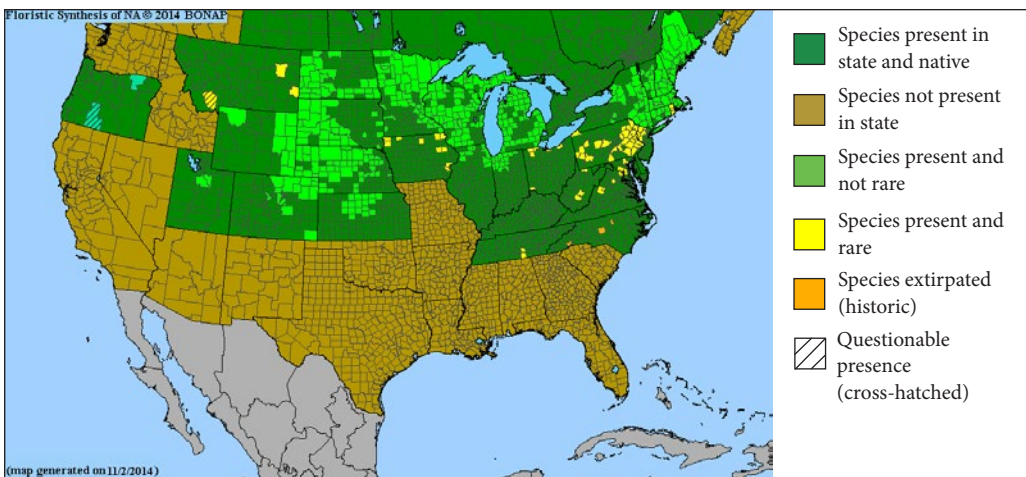 Floristic Synthesis of NA © 2014 BONAP
Species present in
state and native
Species not present
in state
Species present and
not rare
Species present and
rare
Species extirpated
(historic)
Questionable
presence
(cross-hatched)
(map generated on 11/2/2014)